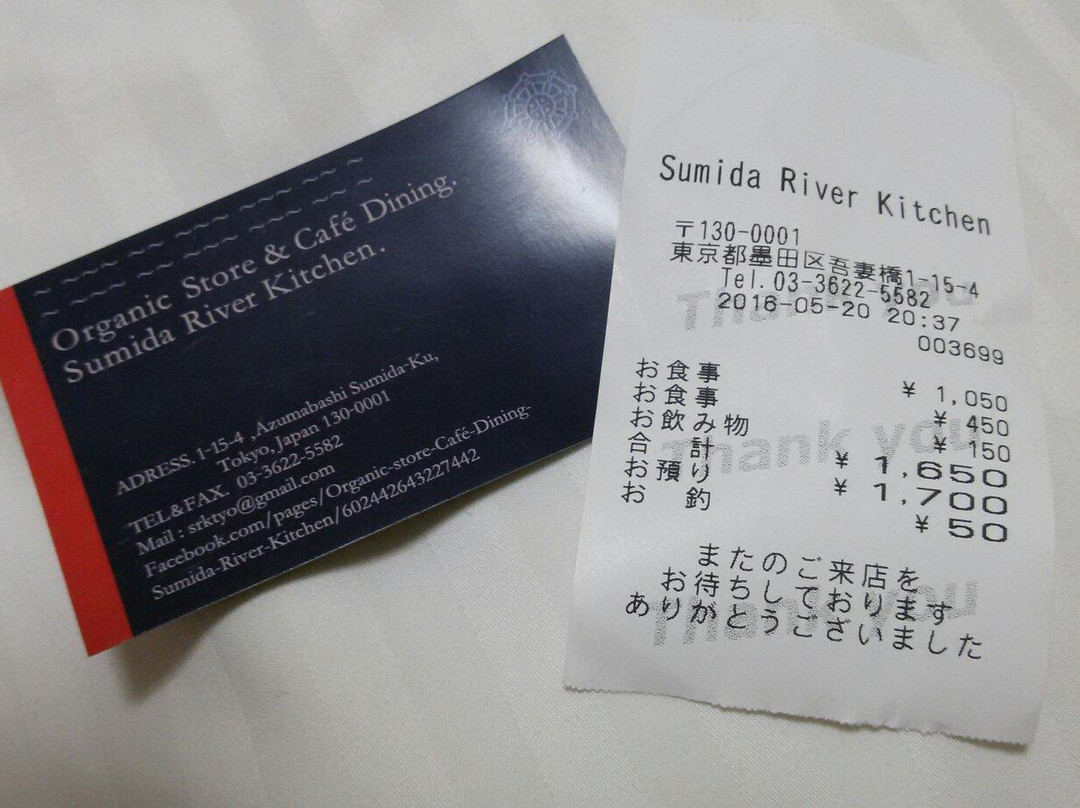 Organic Store & Café Dining.
Sumida River Kitchen.
ADRESS. 1-15-4 ,Azumabashi Sumida-Ku,
Tokyo,Japan 130-0001
TEL&FAX. 03-3622-5582
Mail : srktyo@gmail.com
Facebook.com/pages/Organic-store-Café-Dining-
Sumida-River-Kitchen/602442643227442
Sumida River Kitchen
〒130-0001
東京都墨田区吾妻橋1-15-4
Tel.03-3622-5582
2016-05-20 20:37
003699
お食事 ¥ 1,050
お食事 ¥ 450
お飲み物 ¥ 150
合 計 ¥ 1,650
お預り ¥ 1,700
お 釣 ¥ 50
またのご来店を
お待ちしております
ありがとうございました
Thank you
Thank you
Thank you